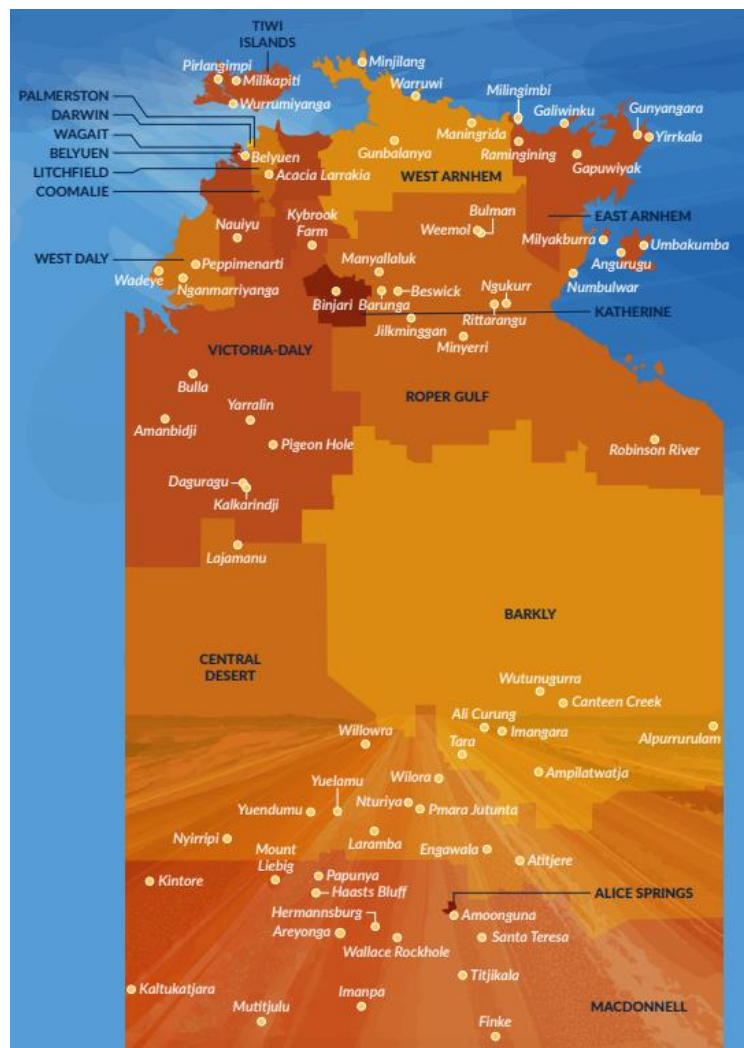 TIWI
ISLANDS
Pirlangimpi
Milikapiti
Wurrumiyanga
Minjilang
Warruwi
Milingimbi
Galiwinku
Gunyangara
Yirrkala
Maningrida
Ramingining
Gapuwiyak
Gunbalanya
WEST ARNHEM
PALMERSTON
DARWIN
WAGAIT
BELYUEN
LITCHFIELD
COOMALIE
Belyuen
Acacia Larrakia
Nauiyu
Kybrook
Farm
Bulman
Weemol
EAST ARNHEM
Milyakburra
Umbakumba
Angurugu
Numbulwar
WEST DALY
Peppimenarti
Wadeye
Nganmarriyanga
Manyallaluk
Binjari
Barunga
Beswick
Ngukurr
Rittarangu
KATHERINE
Jilkminggan
Minyerri
VICTORIA-DALY
Bulla
ROPER GULF
Yarralin
Amanbidji
Pigeon Hole
Robinson River
Daguragu
Kalkarindji
Lajamanu
BARKLY
CENTRAL
DESERT
Wutunugurra
Canteen Creek
Ali Curung
Imangara
Alpurrurulam
Willowra
Tara
Wilora
Ampilatwatja
Yuelamu
Nturiya
Pmara Jutunta
Yuendumu
Nyirripi
Laramba
Engawala
Atitjere
Mount
Liebig
Papunya
Kintore
Haasts Bluff
ALICE SPRINGS
Hermannsburg
Amoonguna
Areyonga
Wallace Rockhole
Santa Teresa
Titjikala
Kaltukatjara
Imanpa
Mutitjulu
MACDONNELL
Finke